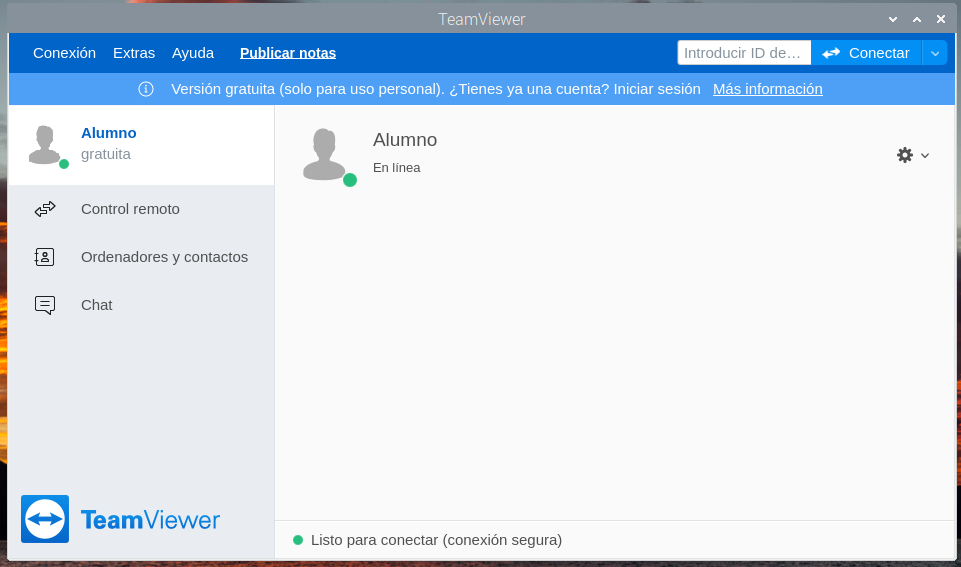 TeamViewer
Conexión Extras Ayuda Publicar notas Introducir ID de… Conectar
Versión gratuita (solo para uso personal). ¿Tienes ya una cuenta? Iniciar sesión Más información
Alumno
gratuita
Alumno
En línea
Control remoto
Ordenadores y contactos
Chat
TeamViewer
Listo para conectar (conexión segura)